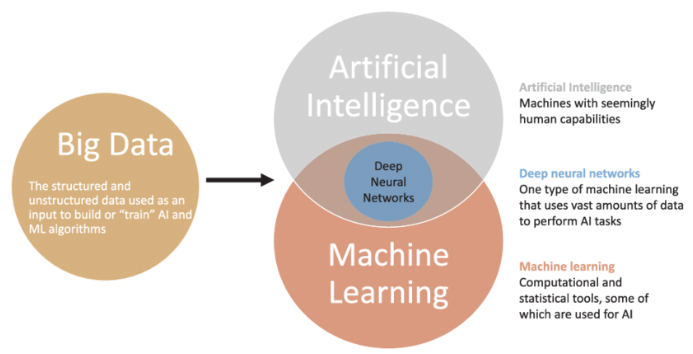 Big Data
The structured and
unstructured data used as an
input to build or “train” AI and
ML algorithms
Artificial
Intelligence
Deep
Neural
Networks
Machine
Learning
Artificial Intelligence
Machines with seemingly
human capabilities
Deep neural networks
One type of machine learning
that uses vast amounts of data
to perform AI tasks
Machine learning
Computational and
statistical tools, some of
which are used for AI